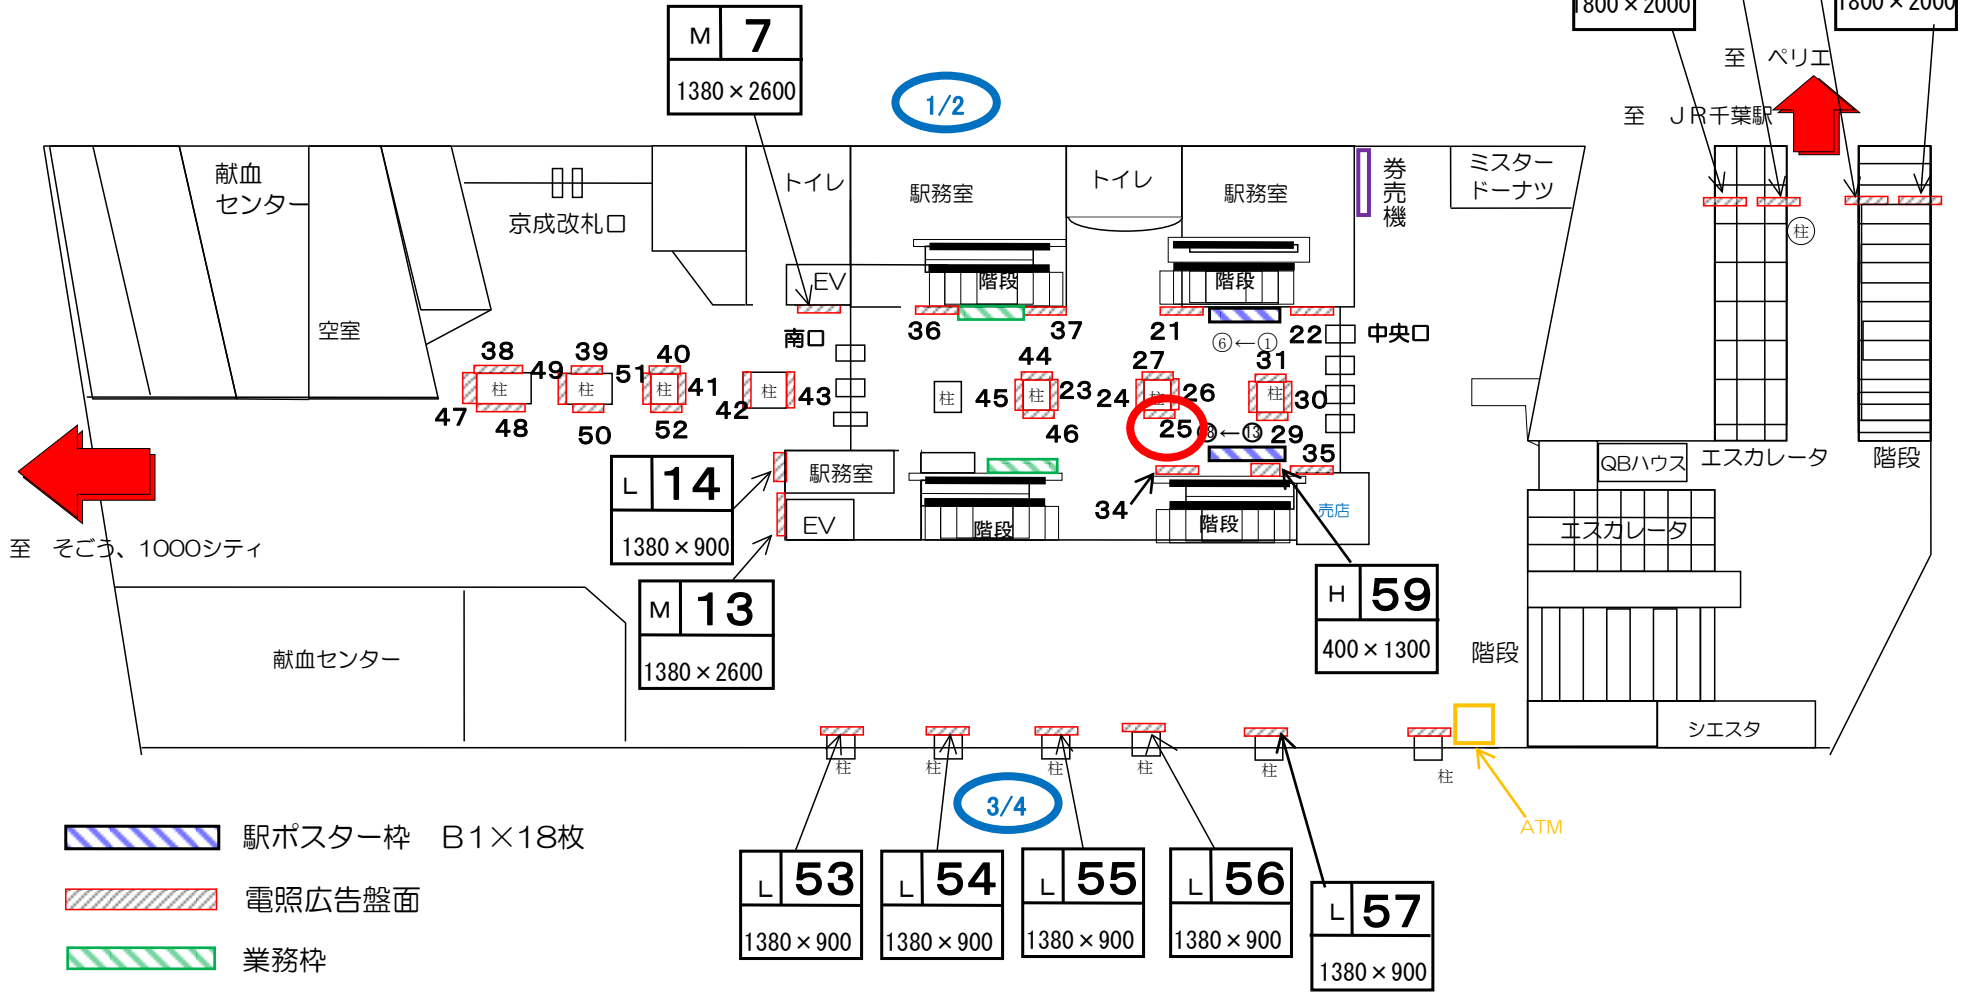 1800×2000
1800×2000
M 7
1380×2600
1/2
至 ペリエ
至 JR千葉駅
献血
センター
京成改札口
トイレ
駅務室
トイレ
駅務室
券売機
ミスター
ドーナツ
柱
EV
階段
階段
空室
南口
36
37
21
22
中央口
⑥←①
38
49
39
51
40
44
27
31
柱
柱
柱
41
柱
43
柱
45
柱
23
24
柱
26
柱
30
47
48
50
52
42
46
25
⑱←⑬
29
35
駅務室
L 14
1380×900
EV
34
階段
階段
売店
QBハウス
エスカレータ
階段
エスカレータ
至 そごう、1000シティ
M 13
1380×2600
H 59
400×1300
献血センター
階段
シエスタ
柱
柱
柱
柱
柱
柱
3/4
ATM
駅ポスター枠 B1×18枚
電照広告盤面
業務枠
L 53
1380×900
L 54
1380×900
L 55
1380×900
L 56
1380×900
L 57
1380×900